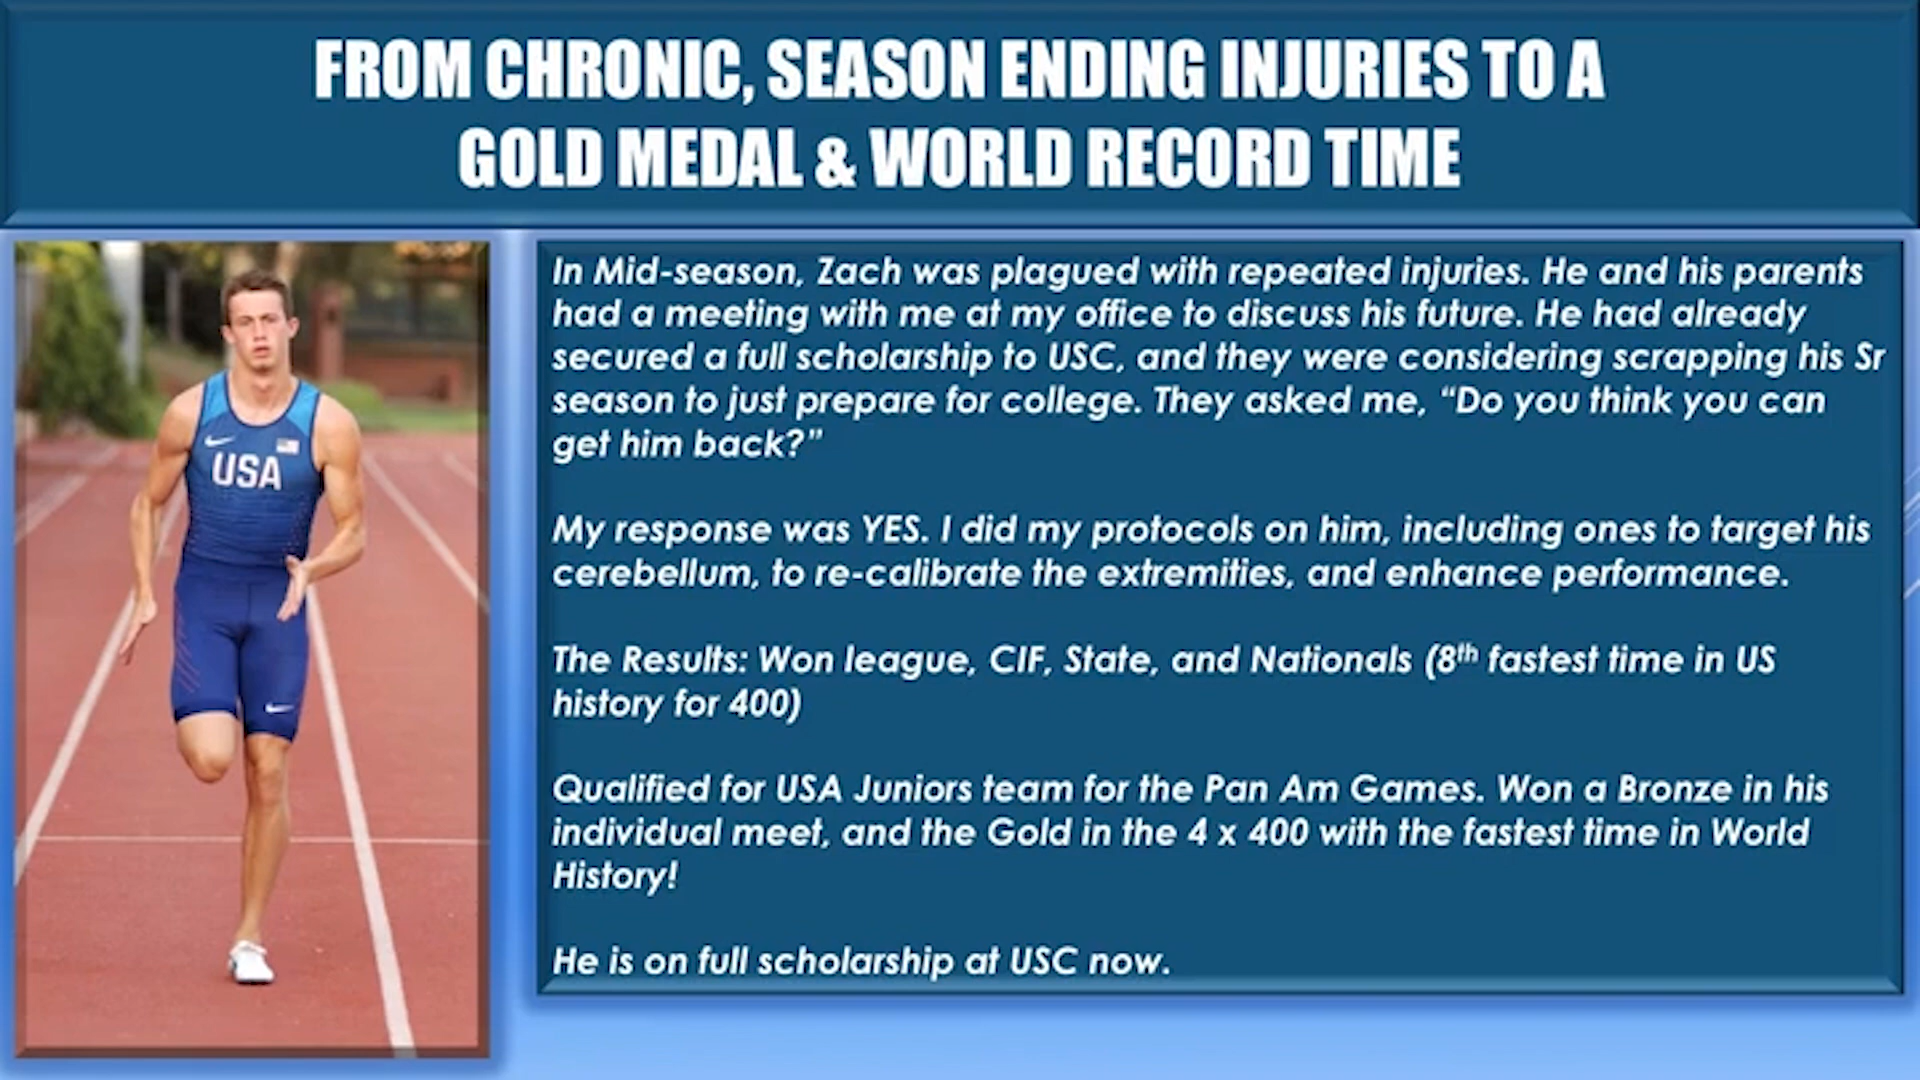 FROM CHRONIC, SEASON ENDING INJURIES TO A
GOLD MEDAL & WORLD RECORD TIME
USA
In Mid-season, Zach was plagued with repeated injuries. He and his parents
had a meeting with me at my office to discuss his future. He had already
secured a full scholarship to USC, and they were considering scrapping his Sr
season to just prepare for college. They asked me, “Do you think you can
get him back?”
My response was YES. I did my protocols on him, including ones to target his
cerebellum, to re-calibrate the extremities, and enhance performance.
The Results: Won league, CIF, State, and Nationals (8th fastest time in US
history for 400)
Qualified for USA Juniors team for the Pan Am Games. Won a Bronze in his
individual meet, and the Gold in the 4 x 400 with the fastest time in World
History!
He is on full scholarship at USC now.